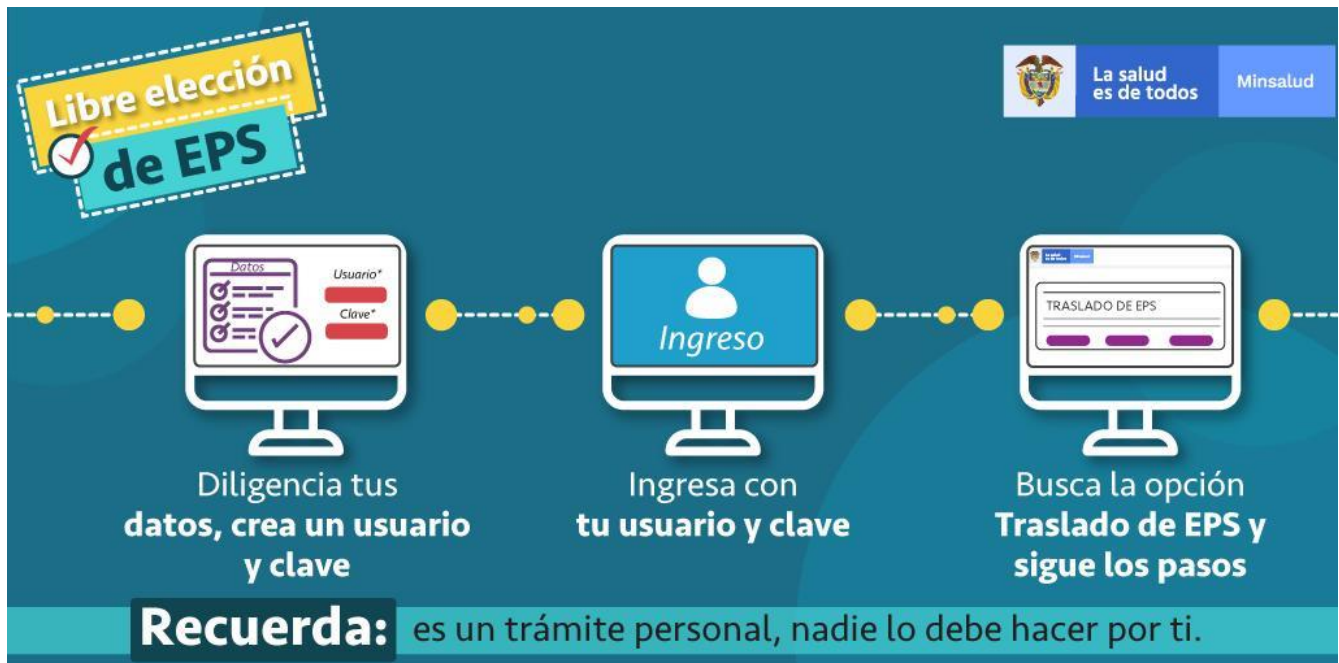 Libre elección
de EPS
La salud
es de todos
Minsalud
Datos
Usuario*
Clave*
Ingreso
TRASLADO DE EPS
Diligencia tus
datos, crea un usuario
y clave
Ingresa con
tu usuario y clave
Busca la opción
Traslado de EPS y
sigue los pasos
Recuerda: es un trámite personal, nadie lo debe hacer por ti.